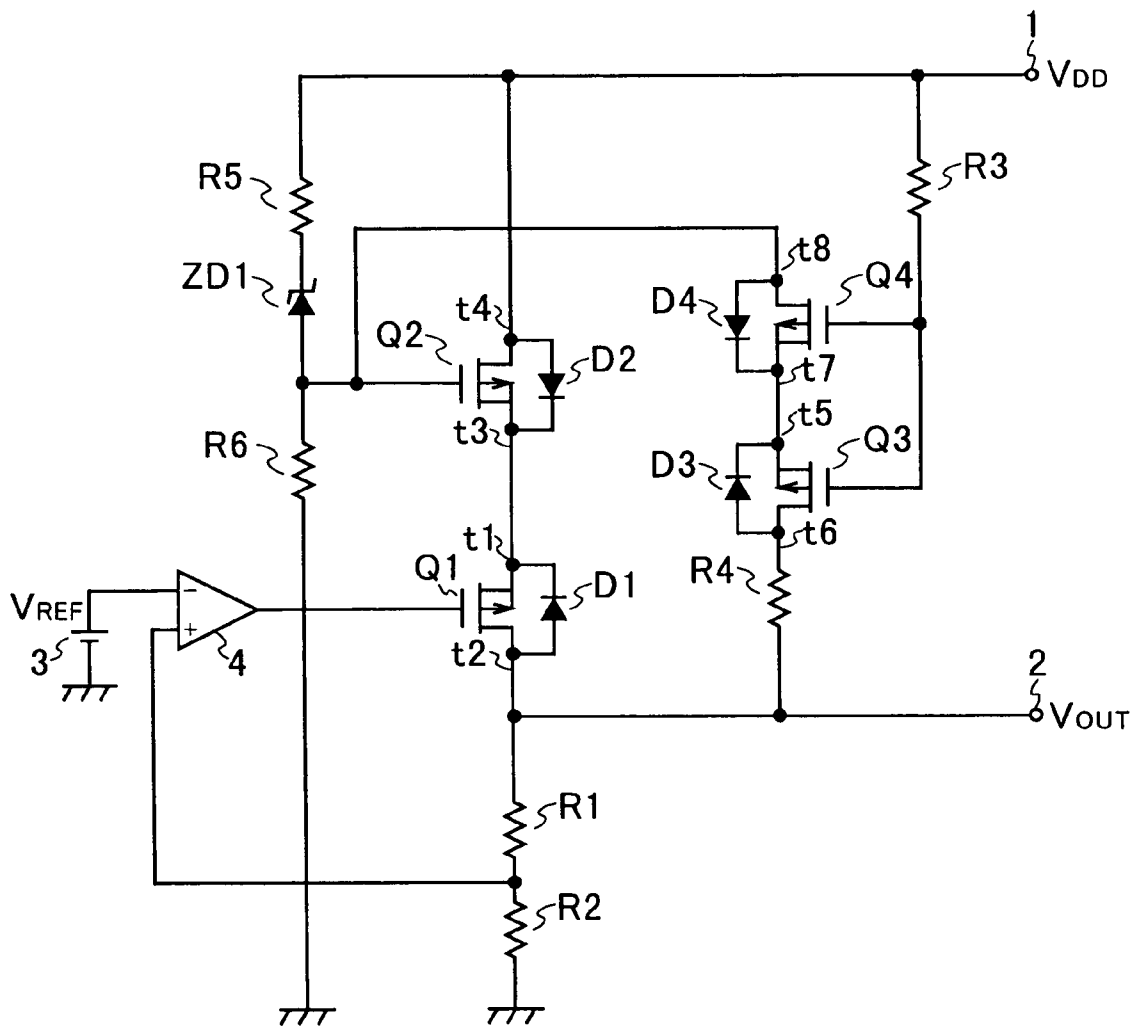 1
VDD
R5
R3
ZD1
t8
Q4
D4
t4
Q2
D2
t7
t3
t5
R6
D3
Q3
t6
t1
Q1
D1
R4
VREF
−
+
3
4
t2
2
VOUT
R1
R2